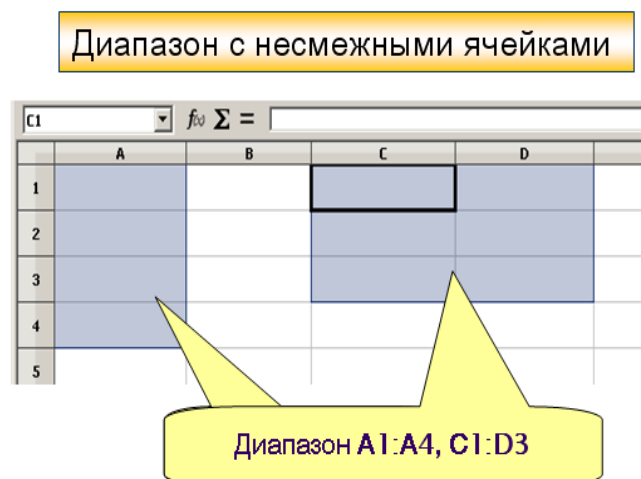 Диапазон с несмежными ячейками
C1 f(x) Σ =
A B C D
1
2
3
4
5
Диапазон A1:A4, C1:D3